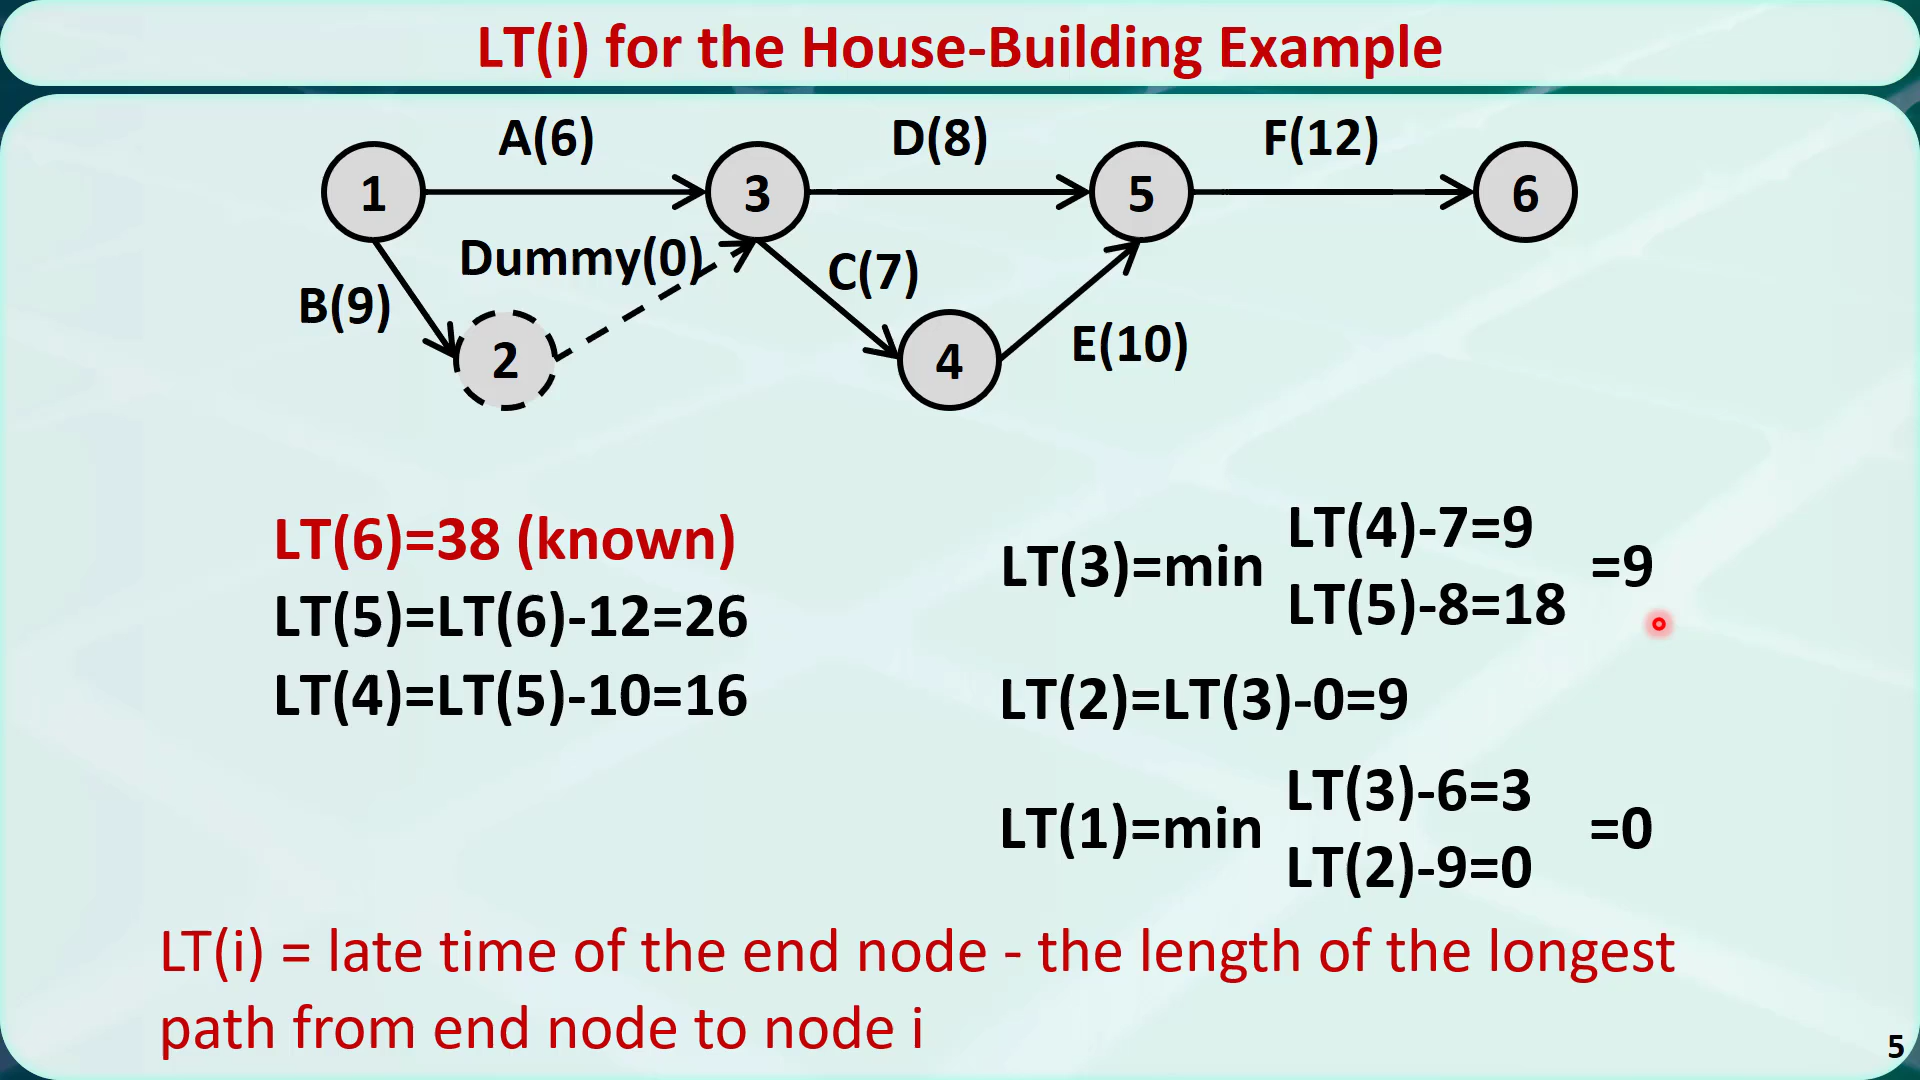 LT(i) for the House-Building Example
A(6)
D(8)
F(12)
1
3
5
6
Dummy(0)
C(7)
B(9)
E(10)
2
4
LT(6)=38 (known)
LT(5)=LT(6)-12=26
LT(4)=LT(5)-10=16
LT(4)-7=9
LT(3)=min =9
LT(5)-8=18
LT(2)=LT(3)-0=9
LT(3)-6=3
LT(1)=min =0
LT(2)-9=0
LT(i) = late time of the end node - the length of the longest
path from end node to node i
5